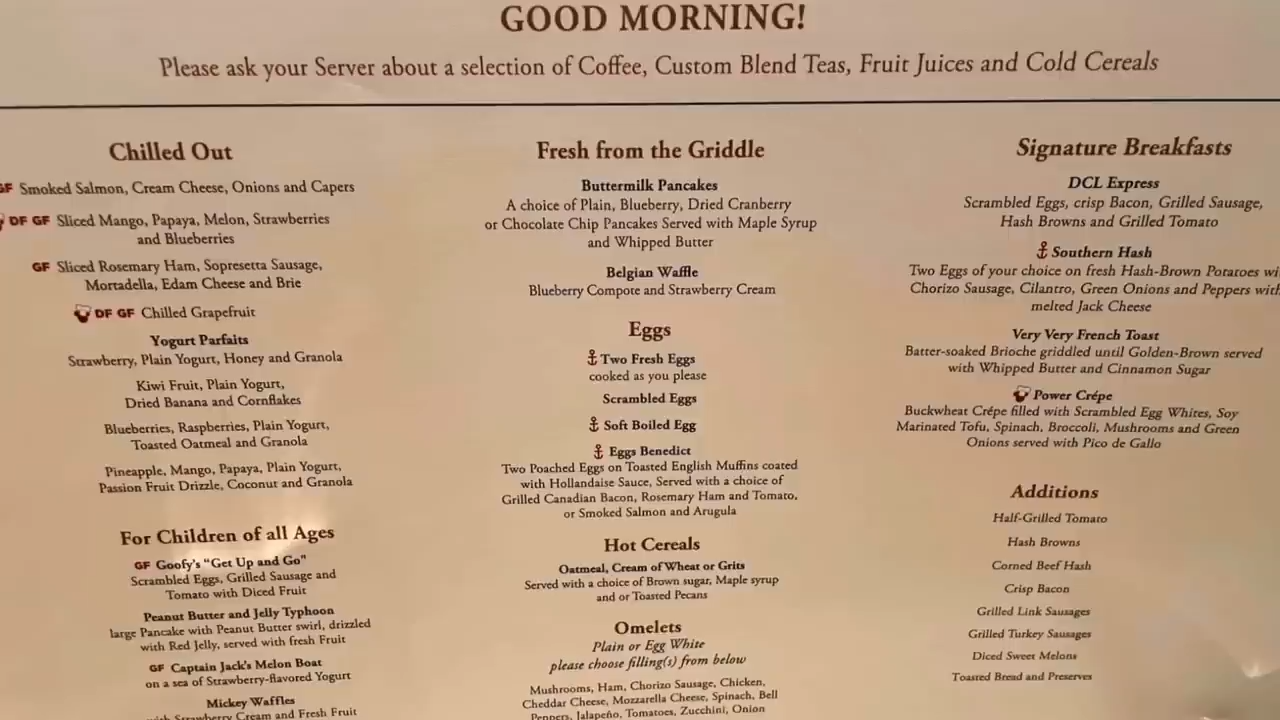 GOOD MORNING!
Please ask your Server about a selection of Coffee, Custom Blend Teas, Fruit Juices and Cold Cereals
Chilled Out
GF Smoked Salmon, Cream Cheese, Onions and Capers
DF GF Sliced Mango, Papaya, Melon, Strawberries
and Blueberries
GF Sliced Rosemary Ham, Sopresetta Sausage,
Mortadella, Edam Cheese and Brie
DF GF Chilled Grapefruit
Yogurt Parfaits
Strawberry, Plain Yogurt, Honey and Granola
Kiwi Fruit, Plain Yogurt,
Dried Banana and Cornflakes
Blueberries, Raspberries, Plain Yogurt,
Toasted Oatmeal and Granola
Pineapple, Mango, Papaya, Plain Yogurt,
Passion Fruit Drizzle, Coconut and Granola
For Children of all Ages
GF Goofy's "Get Up and Go"
Scrambled Eggs, Grilled Sausage and
Tomato with Diced Fruit
Peanut Butter and Jelly Typhoon
large Pancake with Peanut Butter swirl, drizzled
with Red Jelly, served with fresh Fruit
GF Captain Jack's Melon Boat
on a sea of Strawberry-flavored Yogurt
Mickey Waffles
with Strawberry Cream and Fresh Fruit
Fresh from the Griddle
Buttermilk Pancakes
A choice of Plain, Blueberry, Dried Cranberry
or Chocolate Chip Pancakes Served with Maple Syrup
and Whipped Butter
Belgian Waffle
Blueberry Compote and Strawberry Cream
Eggs
Two Fresh Eggs
cooked as you please
Scrambled Eggs
Soft Boiled Egg
Eggs Benedict
Two Poached Eggs on Toasted English Muffins coated
with Hollandaise Sauce, Served with a choice of
Grilled Canadian Bacon, Rosemary Ham and Tomato,
or Smoked Salmon and Arugula
Hot Cereals
Oatmeal, Cream of Wheat or Grits
Served with a choice of Brown sugar, Maple syrup
and or Toasted Pecans
Omelets
Plain or Egg White
please choose filling(s) from below
Mushrooms, Ham, Chorizo Sausage, Chicken,
Cheddar Cheese, Mozzarella Cheese, Spinach, Bell
Peppers, Jalapeño, Tomatoes, Zucchini, Onion
Signature Breakfasts
DCL Express
Scrambled Eggs, crisp Bacon, Grilled Sausage,
Hash Browns and Grilled Tomato
Southern Hash
Two Eggs of your choice on fresh Hash-Brown Potatoes wi
Chorizo Sausage, Cilantro, Green Onions and Peppers with
melted Jack Cheese
Very Very French Toast
Batter-soaked Brioche griddled until Golden-Brown served
with Whipped Butter and Cinnamon Sugar
Power Crépe
Buckwheat Crépe filled with Scrambled Egg Whites, Soy
Marinated Tofu, Spinach, Broccoli, Mushrooms and Green
Onions served with Pico de Gallo
Additions
Half-Grilled Tomato
Hash Browns
Corned Beef Hash
Crisp Bacon
Grilled Link Sausages
Grilled Turkey Sausages
Diced Sweet Melons
Toasted Bread and Preserves